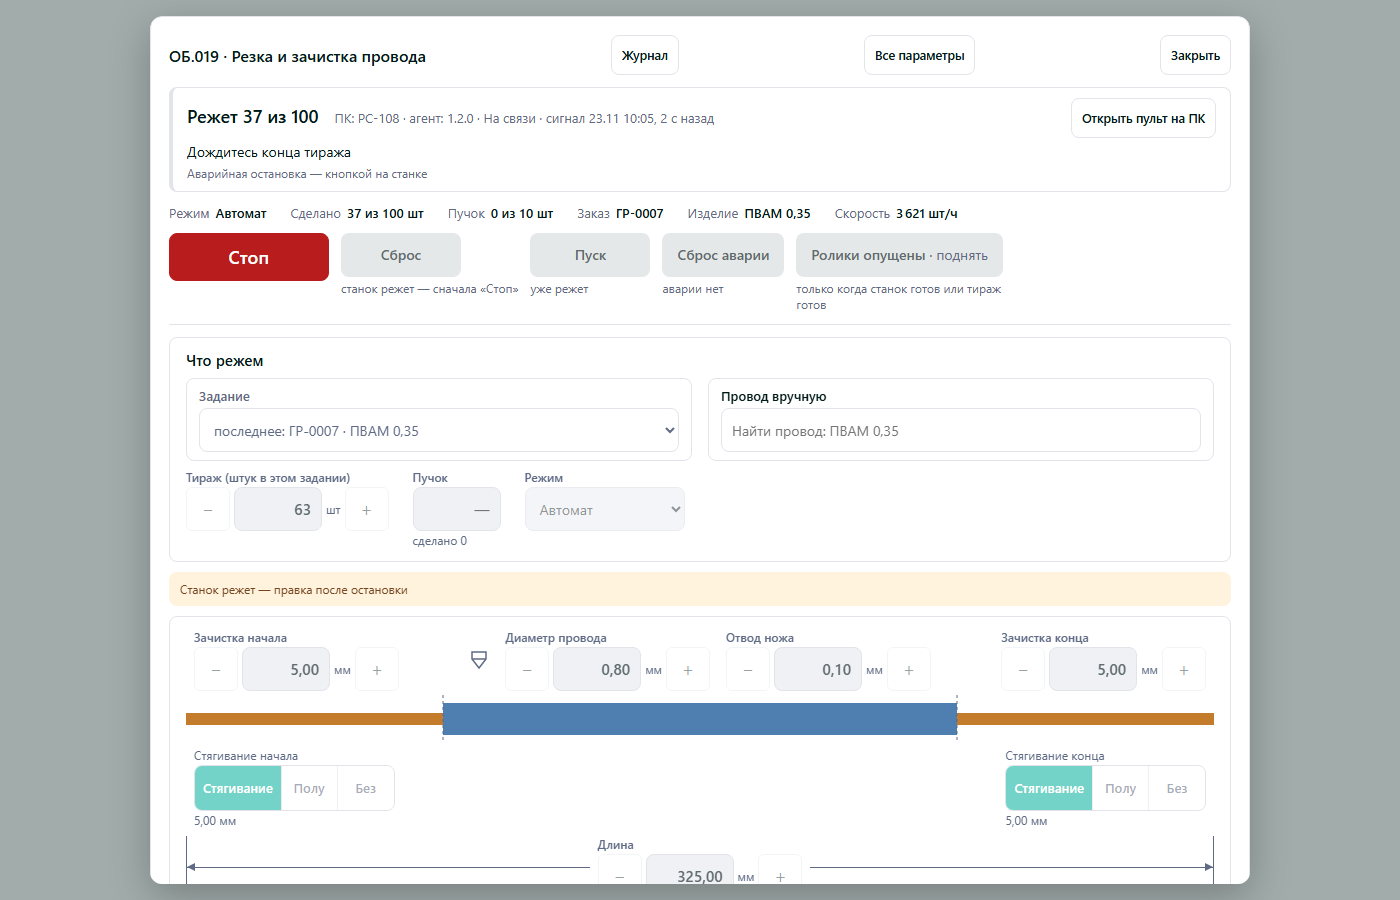 ОБ.019 · Резка и зачистка провода
Журнал
Все параметры
Закрыть
Режет 37 из 100
ПК: PC-108 · агент: 1.2.0 · На связи · сигнал 23.11 10:05, 2 с назад
Открыть пульт на ПК
Дождитесь конца тиража
Аварийная остановка — кнопкой на станке
Режим Автомат
Сделано 37 из 100 шт
Пучок 0 из 10 шт
Заказ ГР-0007
Изделие ПВАМ 0,35
Скорость 3 621 шт/ч
Стоп
Сброс
Пуск
Сброс аварии
Ролики опущены · поднять
станок режет — сначала «Стоп»
уже режет
аварии нет
только когда станок готов или тираж
готов
Что режем
Задание
последнее: ГР-0007 · ПВАМ 0,35
Провод вручную
Найти провод: ПВАМ 0,35
Тираж (штук в этом задании)
− 63 шт +
Пучок
—
сделано 0
Режим
Автомат
Станок режет — правка после остановки
Зачистка начала
− 5,00 мм +
Диаметр провода
− 0,80 мм +
Отвод ножа
− 0,10 мм +
Зачистка конца
− 5,00 мм +
Стягивание начала
Стягивание Полу Без
5,00 мм
Стягивание конца
Стягивание Полу Без
5,00 мм
Длина
− 325,00 мм +